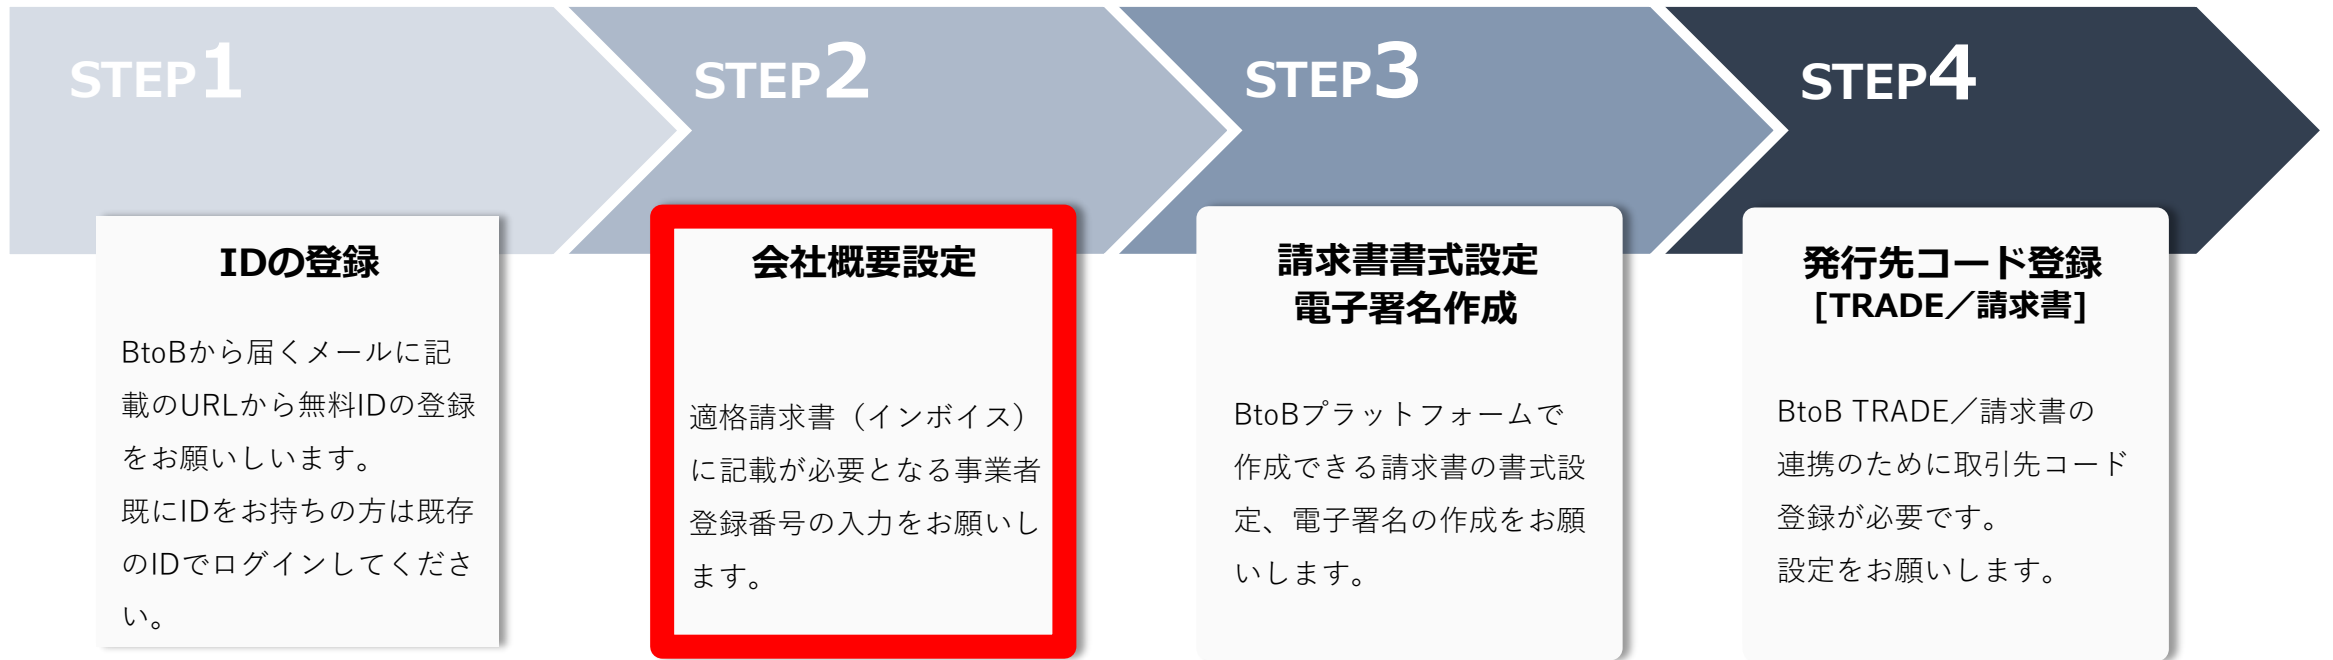 STEP1
IDの登録
BtoBから届くメールに記
載のURLから無料IDの登録
をお願いしいます。
既にIDをお持ちの方は既存
のIDでログインしてくださ
い。
STEP2
会社概要設定
適格請求書（インボイス）
に記載が必要となる事業者
登録番号の入力をお願いし
ます。
STEP3
請求書書式設定
電子署名作成
BtoBプラットフォームで
作成できる請求書の書式設
定、電子署名の作成をお願
いします。
STEP4
発行先コード登録
[TRADE／請求書]
BtoB TRADE／請求書の
連携のために取引先コード
登録が必要です。
設定をお願いします。